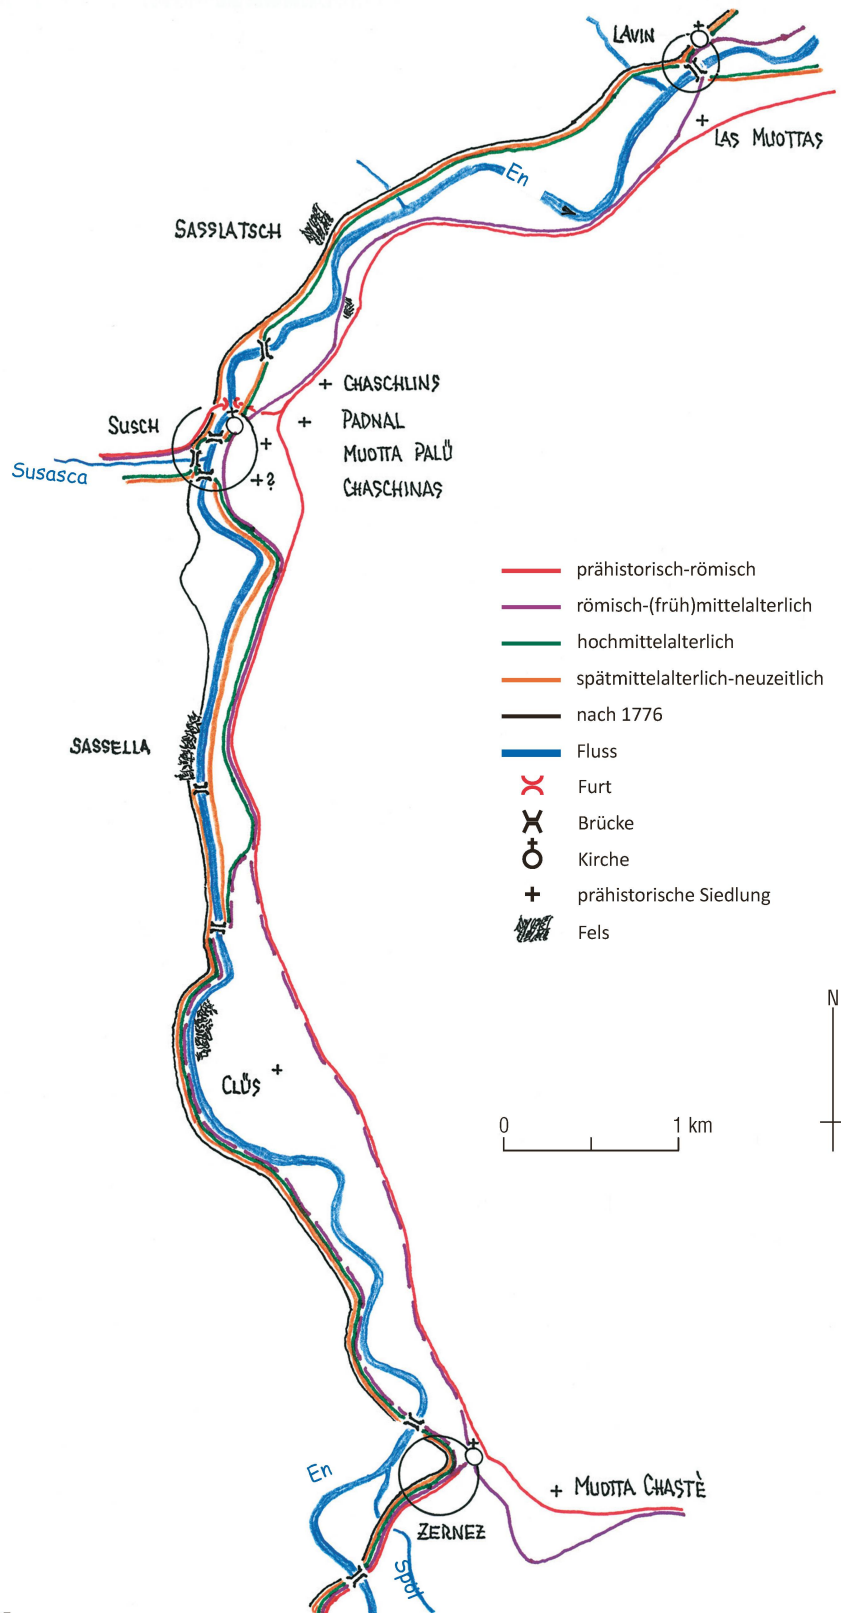 LAVIN
LAS MUOTTAS
En
SASSLATSCH
+ CHASCHLINS
SUSCH
+ PADNAL
MUOTTA PALÜ
+?
CHASCHINAS
Susasca
prähistorisch-römisch
römisch-(früh)mittelalterlich
hochmittelalterlich
spätmittelalterlich-neuzeitlich
nach 1776
SASSELLA
Fluss
Furt
Brücke
Kirche
prähistorische Siedlung
Fels
N
CLÜS
0 1 km
En
+ MUOTTA CHASTÈ
ZERNEZ
Spöl